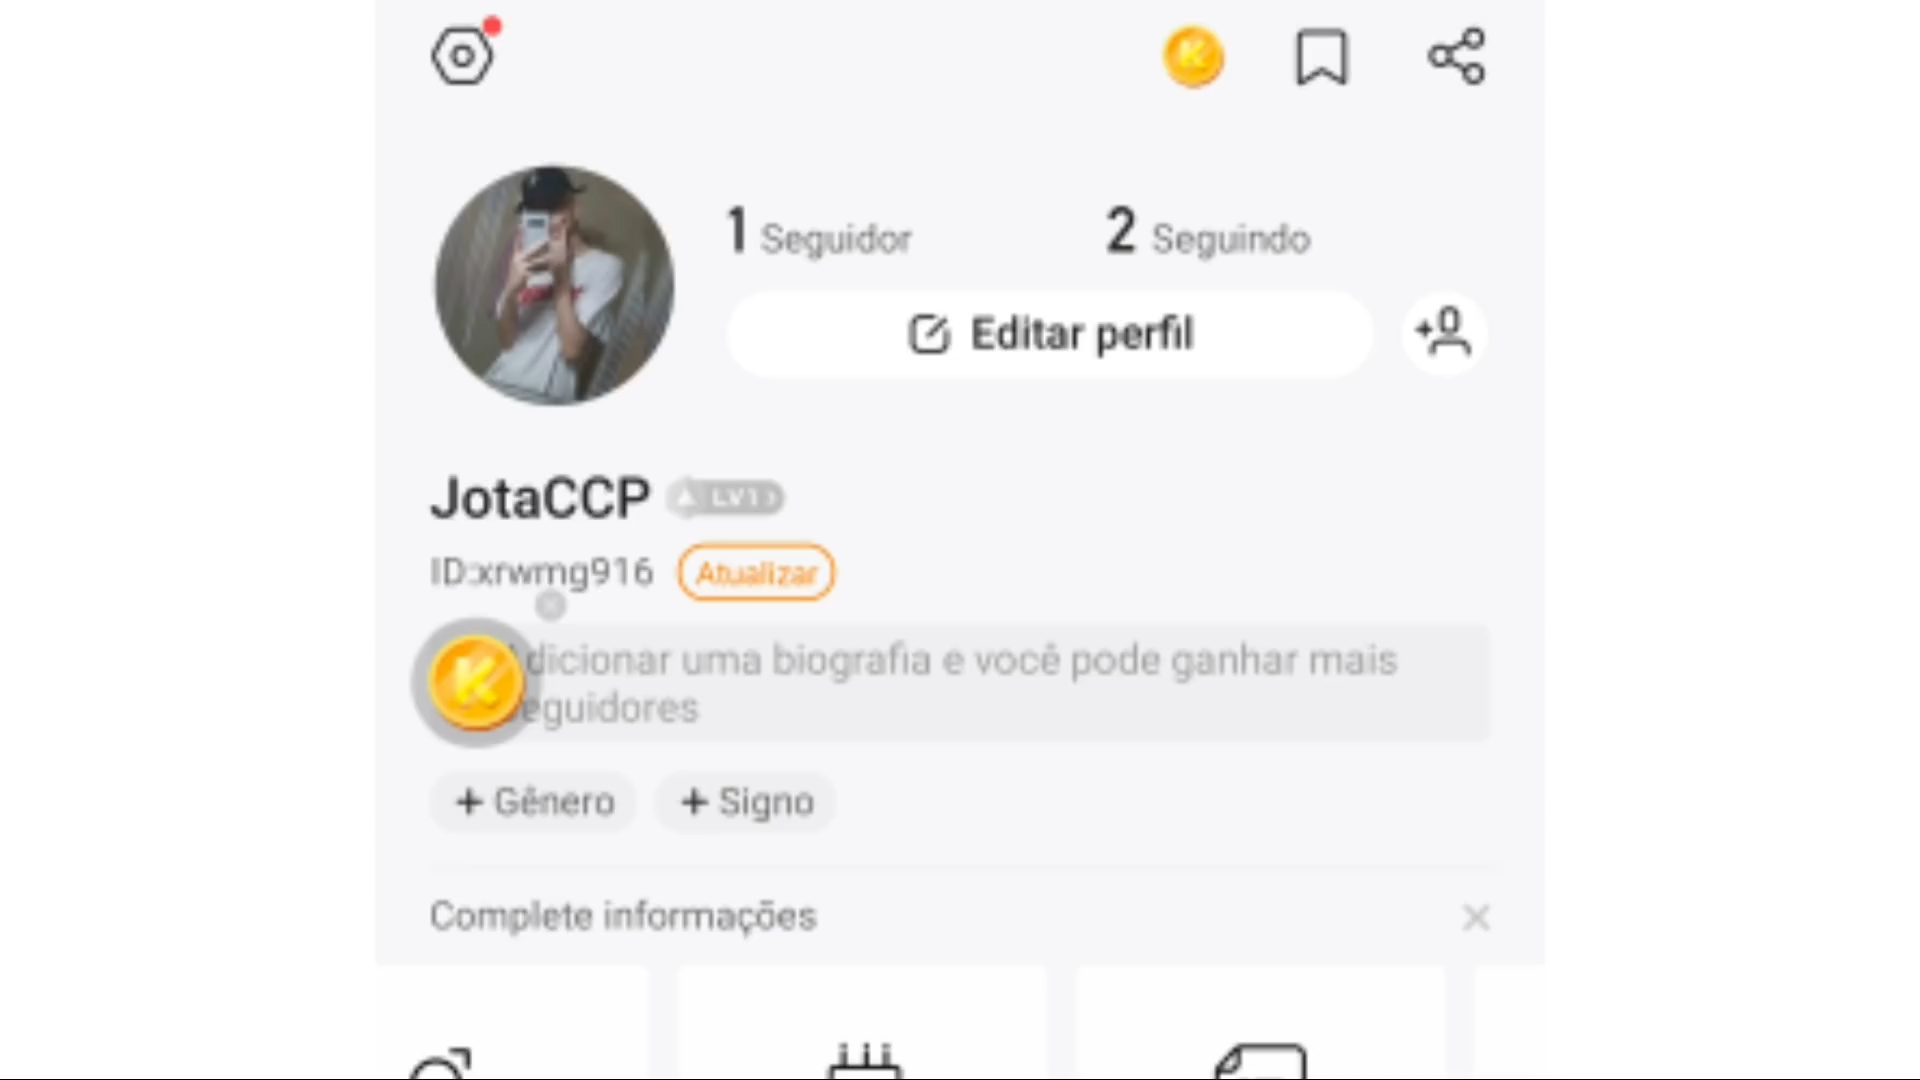 K
1 Seguidor 2 Seguindo
Editar perfil
JotaCCP LV1
ID:xrwmg916 Atualizar
dicionar uma biografia e você pode ganhar mais
K eguidores
+ Gênero + Signo
Complete informações